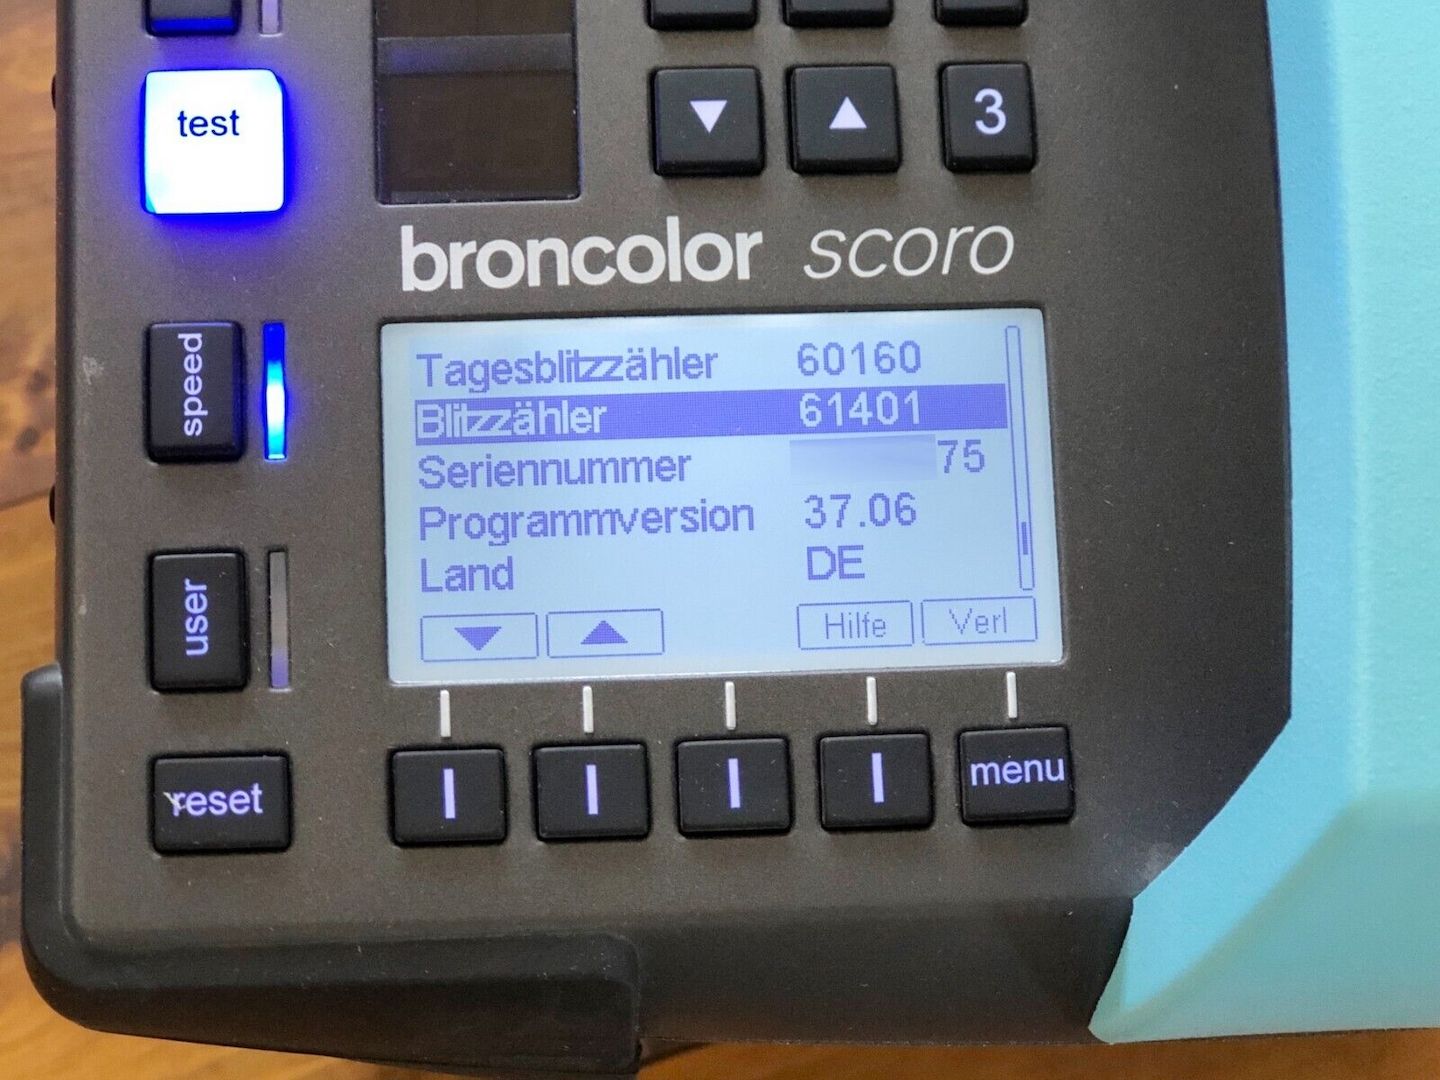 test
3
broncolor scoro
speed
Tagesblitzzähler 60160
Blitzzähler 61401
Seriennummer 75
Programmversion 37.06
Land DE
Hilfe Verl
user
reset
menu